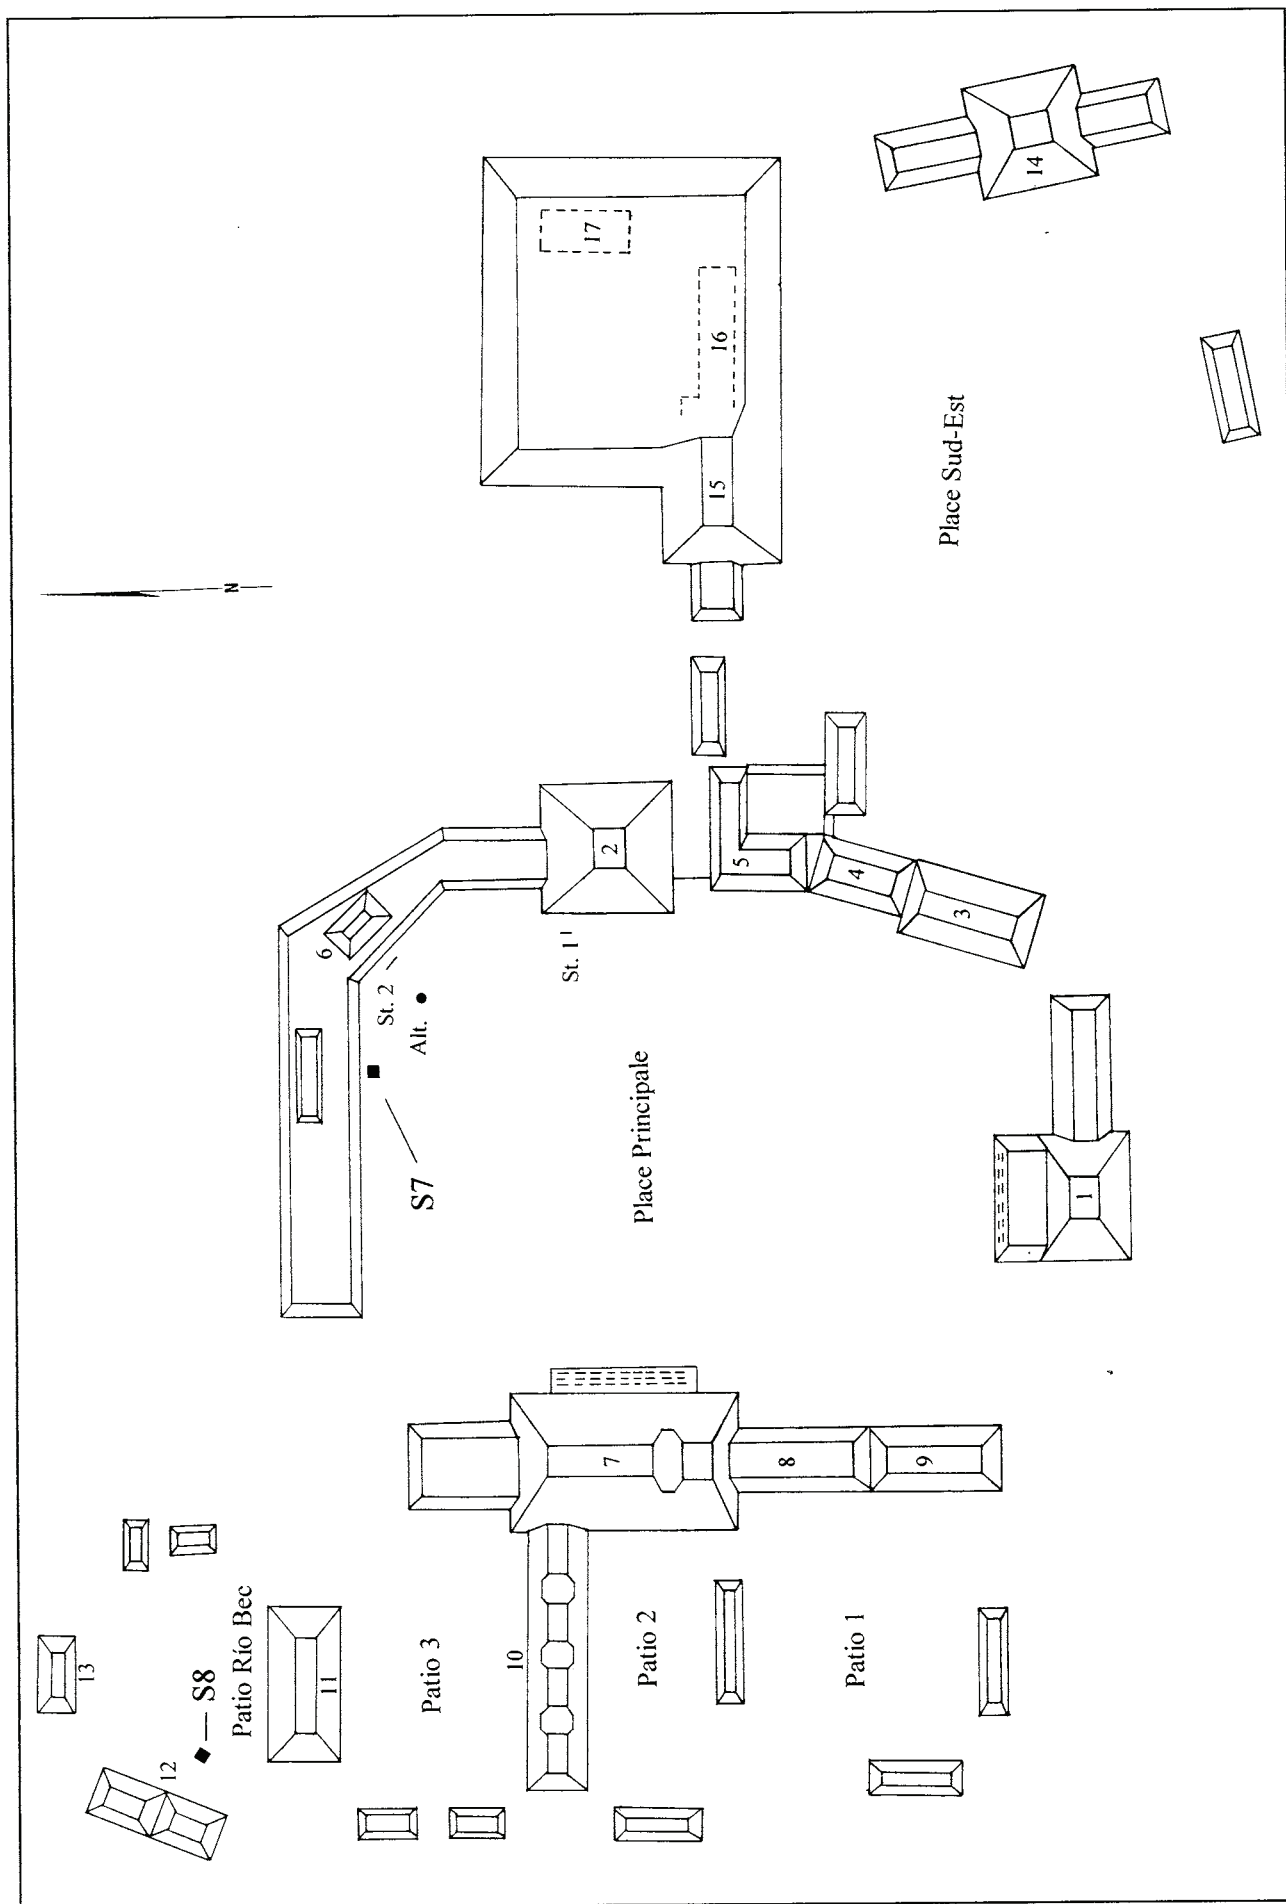 13
12
S8
N
Patio Río Bec
11
6
St. 2
S7
Alt.
Patio 3
10
St. 1
17
7
2
Patio 2
Place Principale
16
15
5
8
Patio 1
4
9
3
Place Sud-Est
14
1